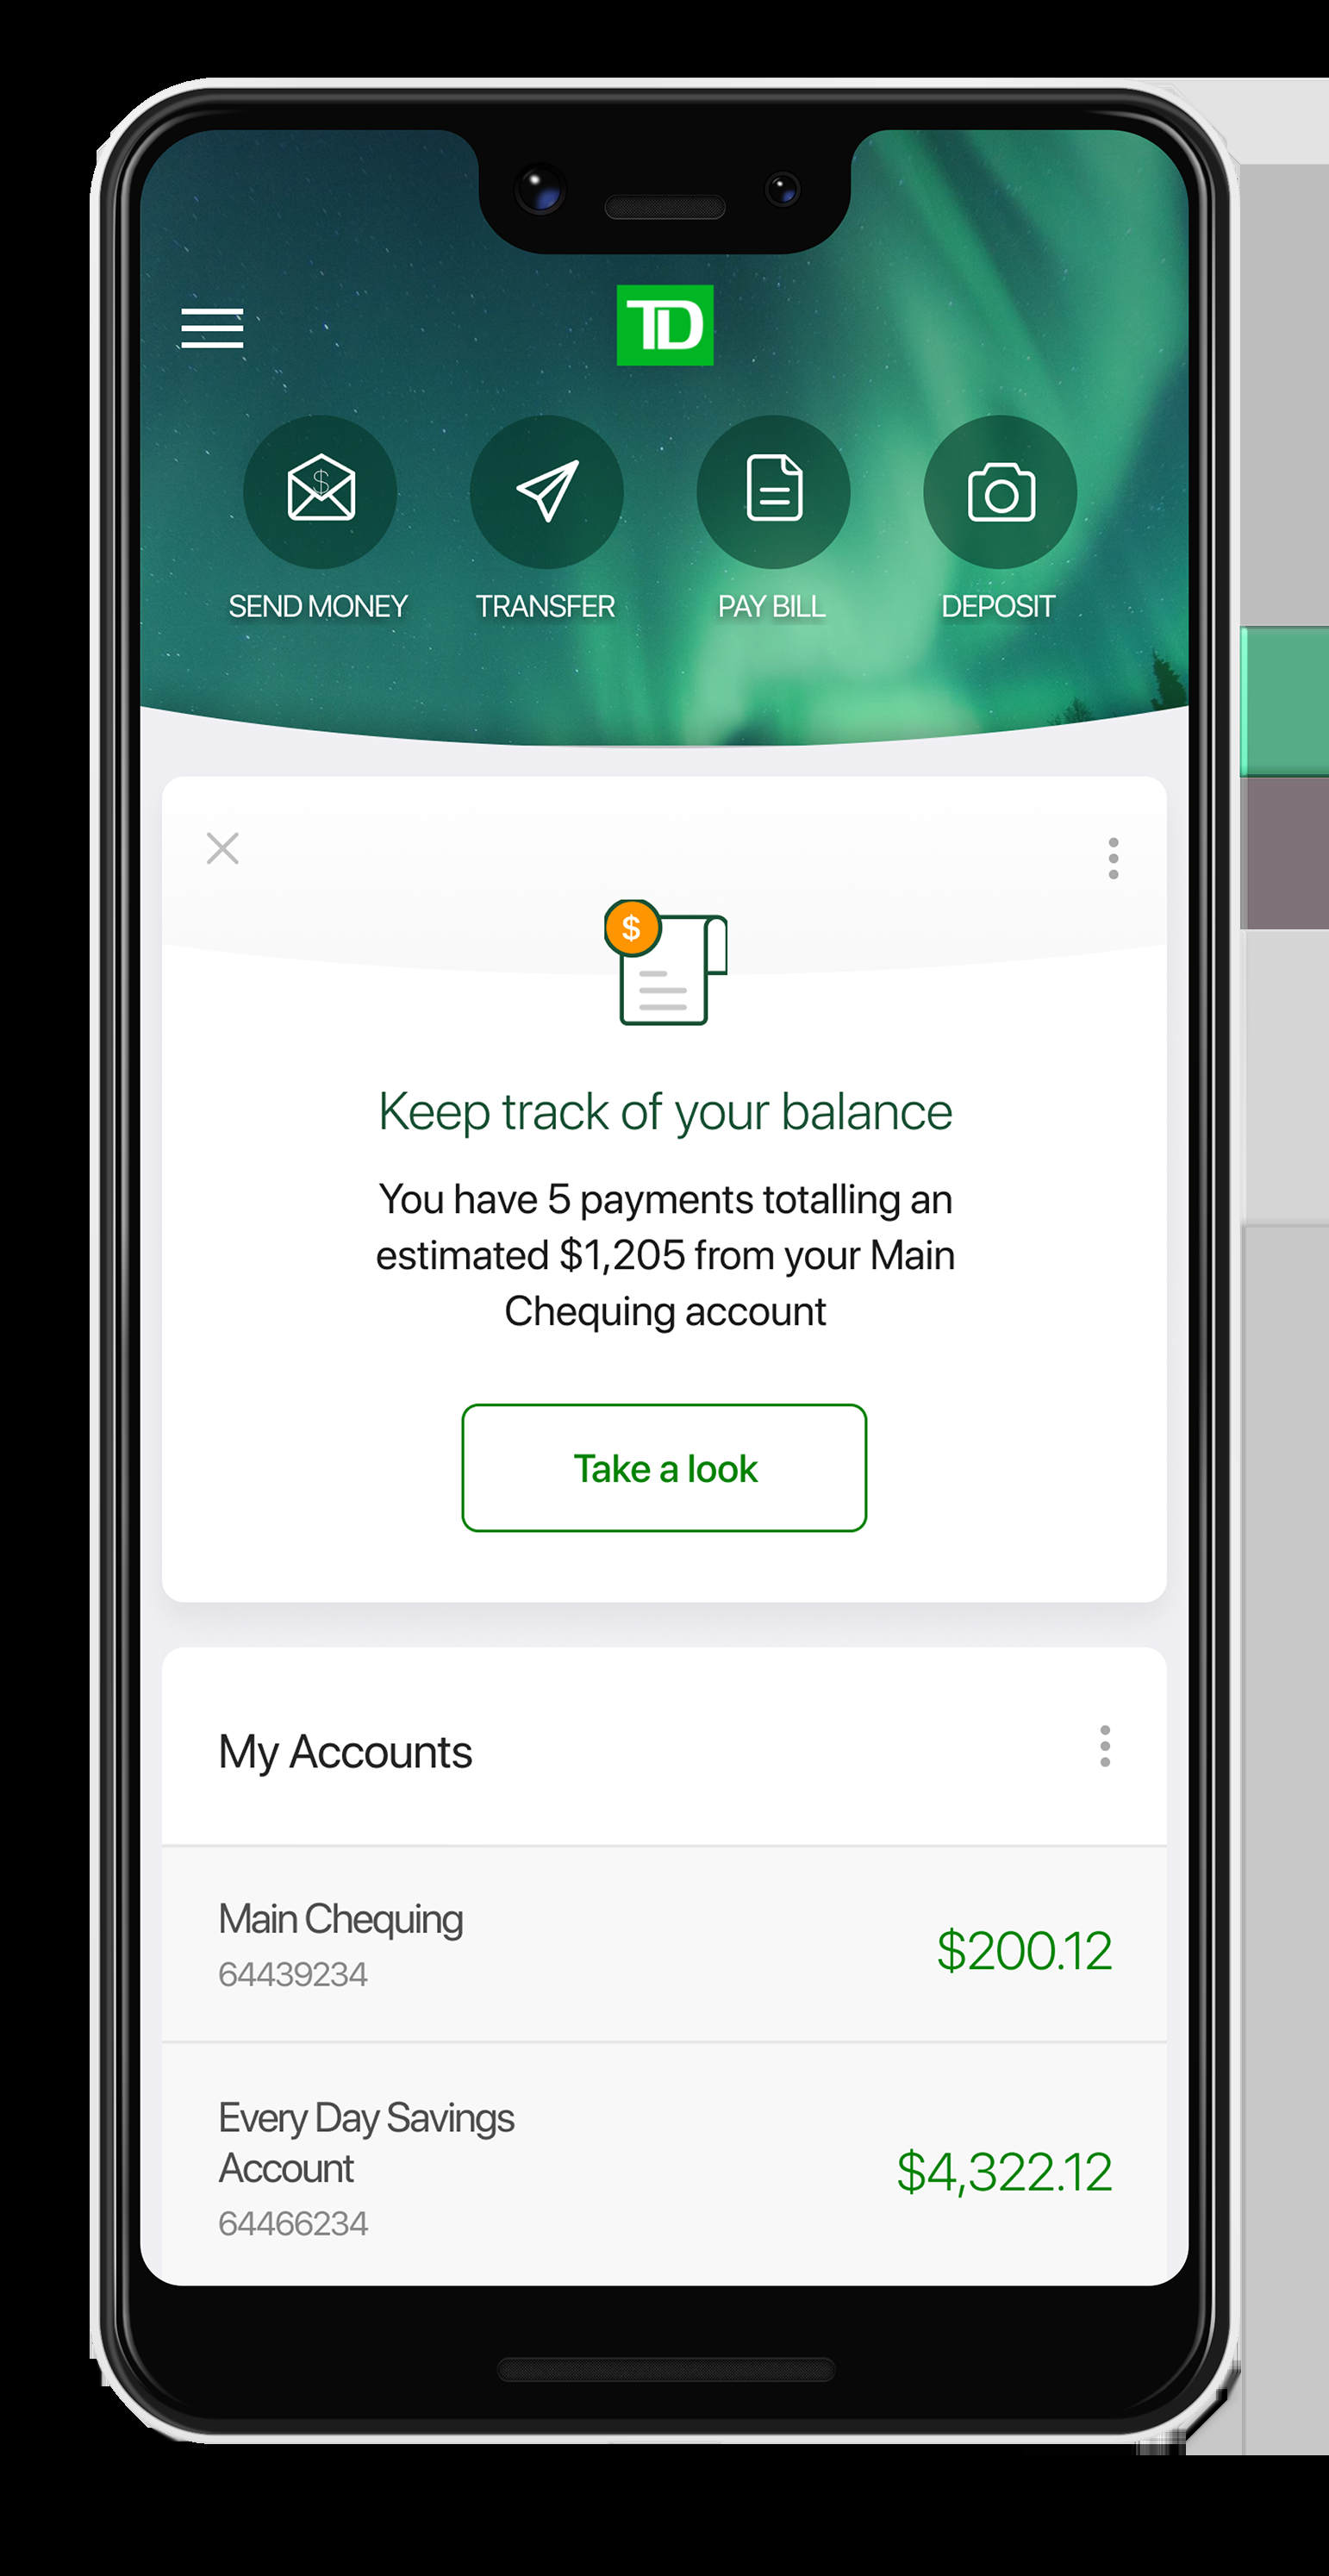 TD
SEND MONEY
TRANSFER
PAY BILL
DEPOSIT
$
Keep track of your balance
You have 5 payments totalling an
estimated $1,205 from your Main
Chequing account
Take a look
My Accounts
Main Chequing
64439234
$200.12
Every Day Savings
Account
64466234
$4,322.12